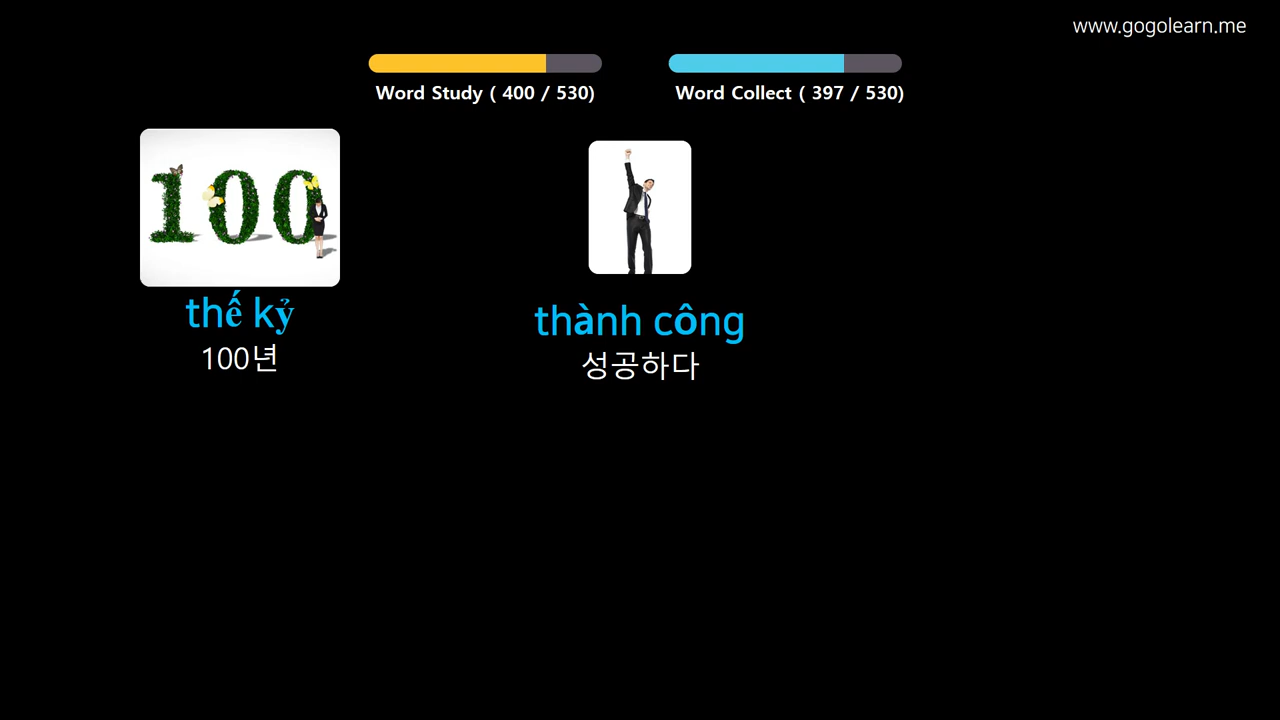 www.gogolearn.me
Word Study ( 400 / 530)
Word Collect ( 397 / 530)
100
thế kỷ
100년
thành công
성공하다